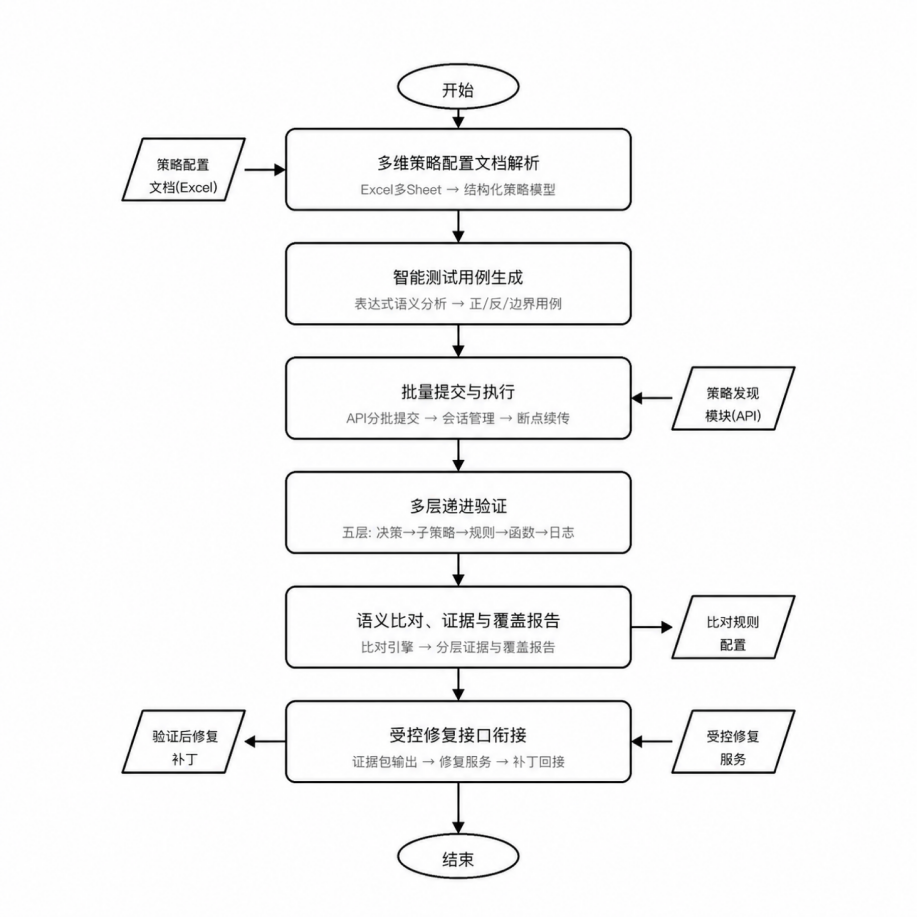 开始
策略配置
文档(Excel)
多维策略配置文档解析
Excel多Sheet → 结构化策略模型
智能测试用例生成
表达式语义分析 → 正/反/边界用例
批量提交与执行
API分批提交 → 会话管理 → 断点续传
策略发现
模块(API)
多层递进验证
五层: 决策→子策略→规则→函数→日志
语义比对、证据与覆盖报告
比对引擎 → 分层证据与覆盖报告
比对规则
配置
验证后修复
补丁
受控修复接口衔接
证据包输出 → 修复服务 → 补丁回接
受控修复
服务
结束